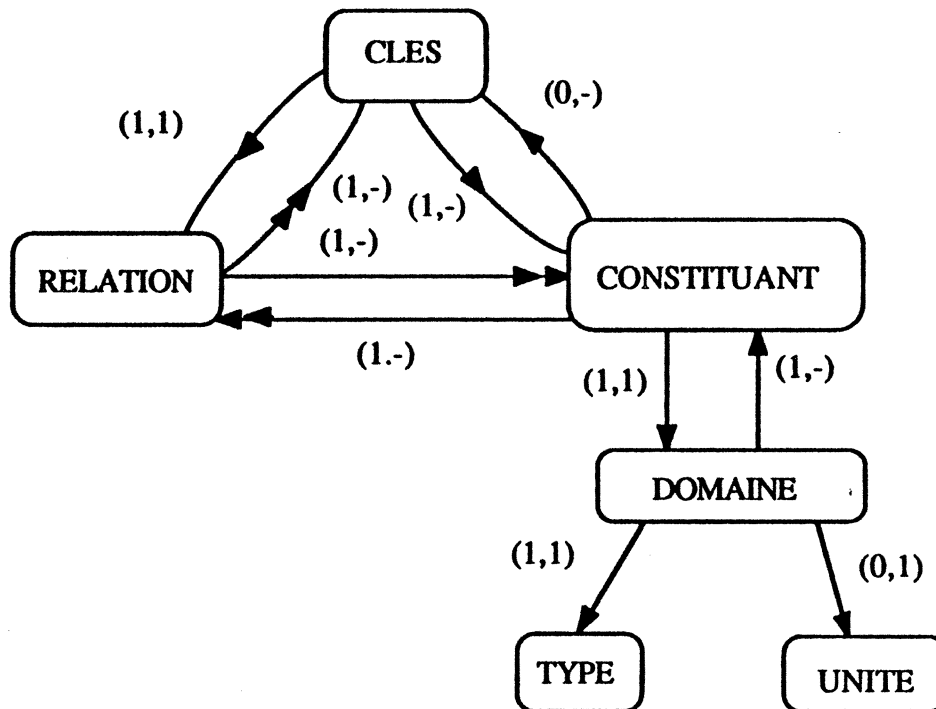 CLES
(0,-)
(1,1)
(1,-)
(1,-)
(1,-)
RELATION
CONSTITUANT
(1.-)
(1,1)
(1,-)
DOMAINE
(1,1)
(0,1)
TYPE
UNITE